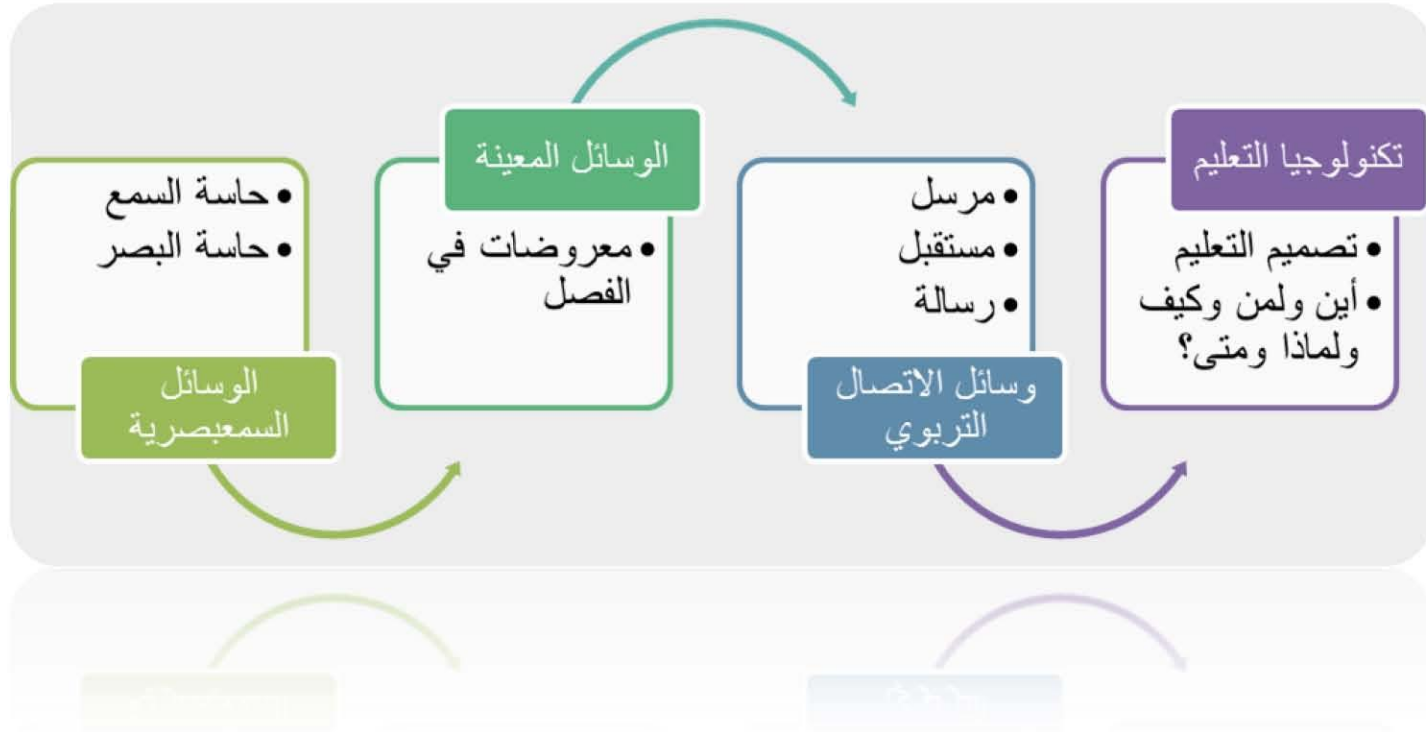 • حاسة السمع
• حاسة البصر
الوسائل
السمعبصرية
الوسائل المعينة
• معروضات في
الفصل
• مرسل
• مستقبل
• رسالة
وسائل الاتصال
التربوي
تكنولوجيا التعليم
• تصميم التعليم
• أين ولمن وكيف
ولماذا ومتى؟